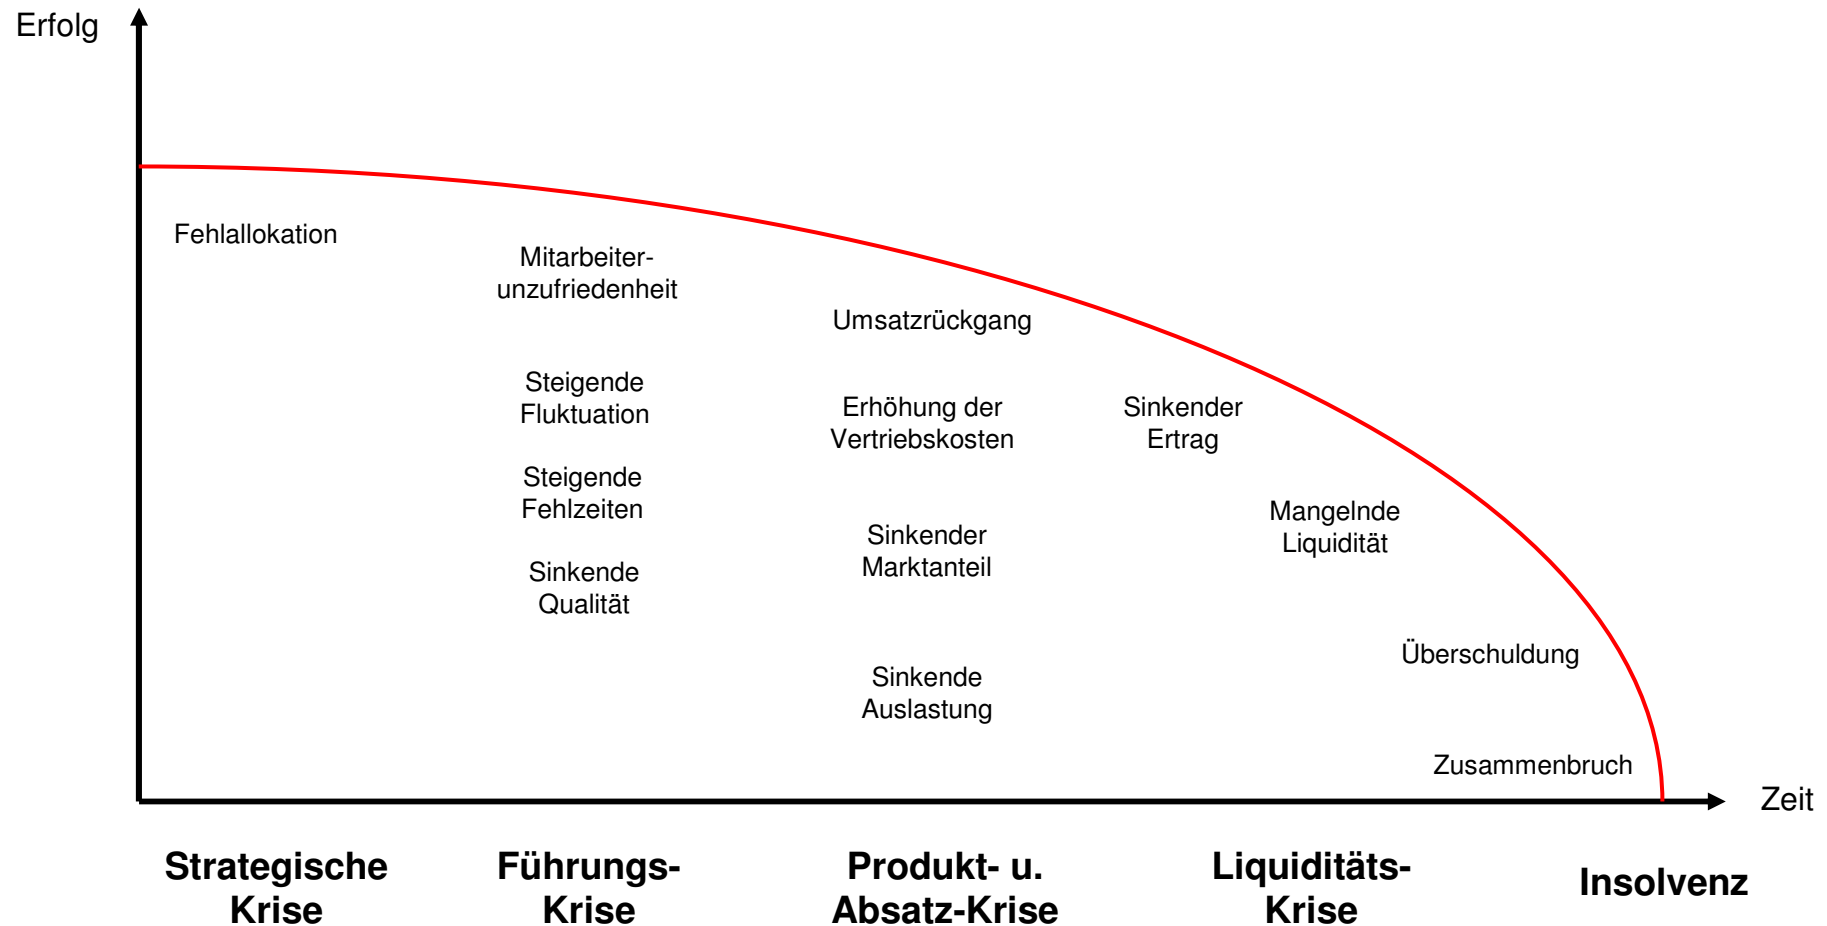 Erfolg
Fehlallokation
Mitarbeiter-
unzufriedenheit
Steigende
Fluktuation
Steigende
Fehlzeiten
Sinkende
Qualität
Umsatzrückgang
Erhöhung der
Vertriebskosten
Sinkender
Marktanteil
Sinkende
Auslastung
Sinkender
Ertrag
Mangelnde
Liquidität
Überschuldung
Zusammenbruch
Zeit
Strategische
Krise
Führungs-
Krise
Produkt- u.
Absatz-Krise
Liquiditäts-
Krise
Insolvenz